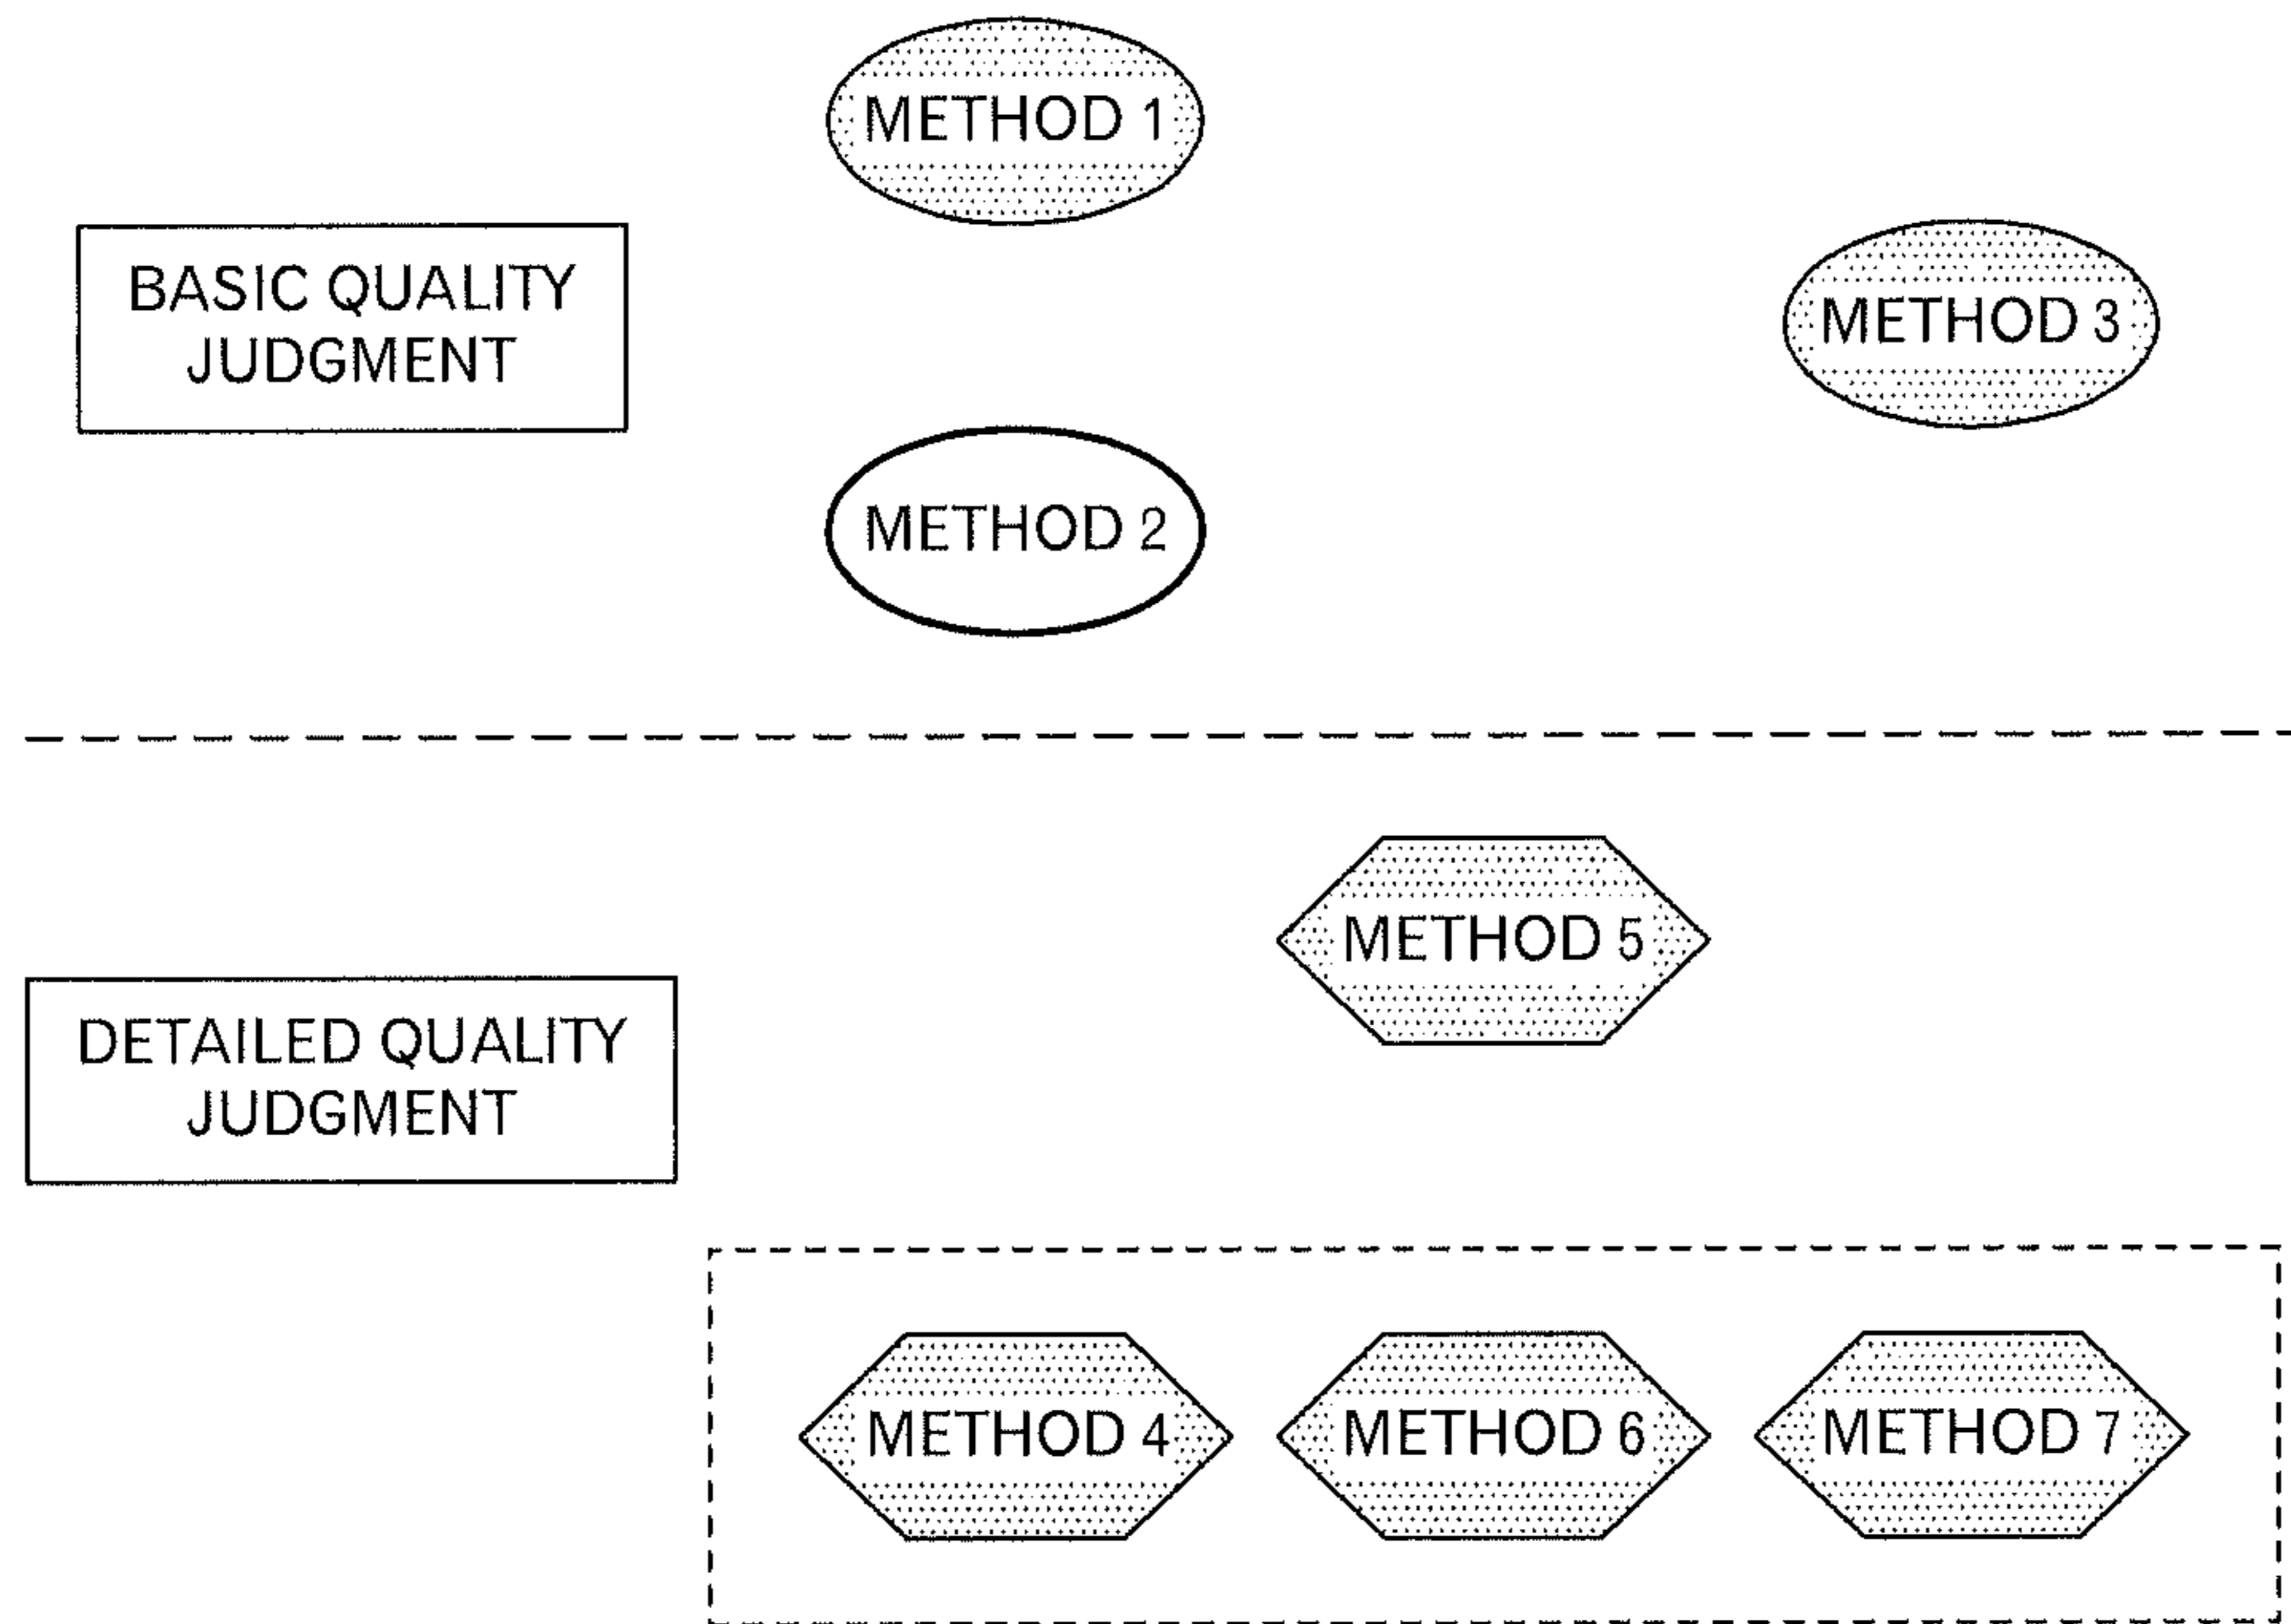 METHOD 1
BASIC QUALITY
JUDGMENT
METHOD 3
METHOD 2
METHOD 5
DETAILED QUALITY
JUDGMENT
METHOD 4
METHOD 6
METHOD 7